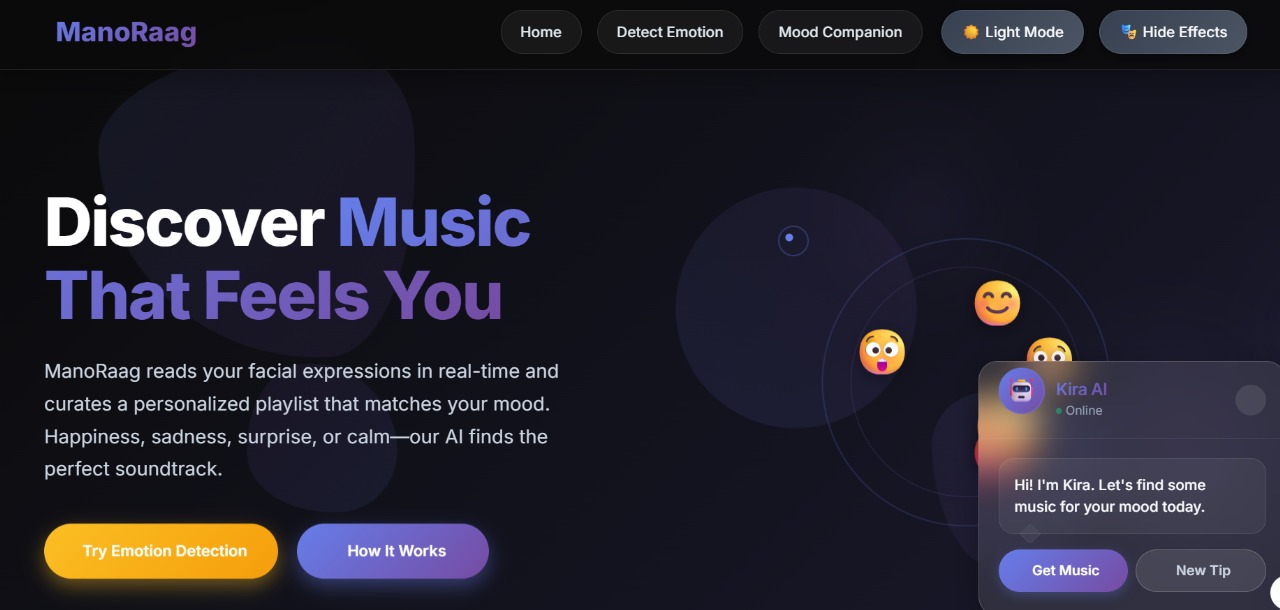 ManoRaag
Home
Detect Emotion
Mood Companion
Light Mode
Hide Effects
Discover Music
That Feels You
ManoRaag reads your facial expressions in real-time and
curates a personalized playlist that matches your mood.
Happiness, sadness, surprise, or calm—our AI finds the
perfect soundtrack.
Try Emotion Detection
How It Works
Kira AI
Online
Hi! I'm Kira. Let's find some
music for your mood today.
Get Music
New Tip